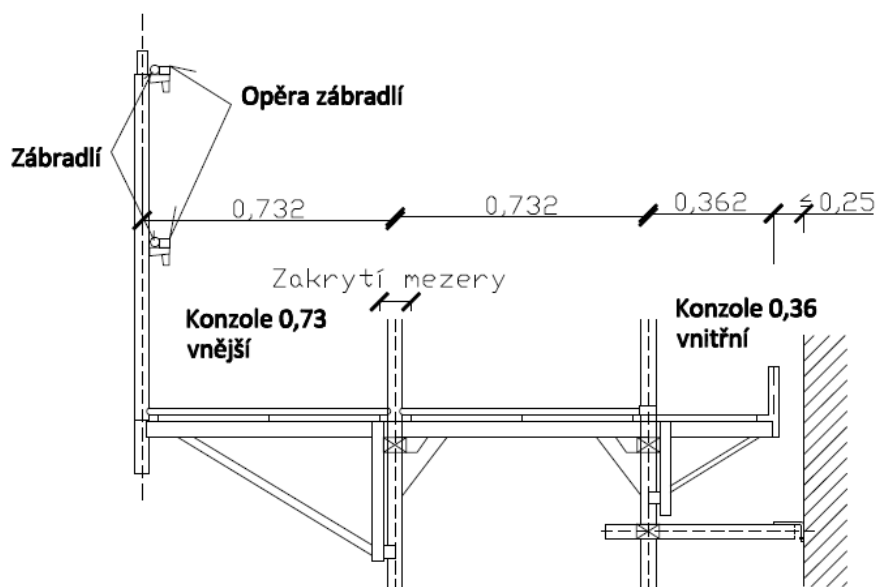 Opěra zábradlí
Zábradlí
0,732
0,732
0,362
≤0,25
Zakrytí mezery
Konzole 0,73
vnější
Konzole 0,36
vnitřní